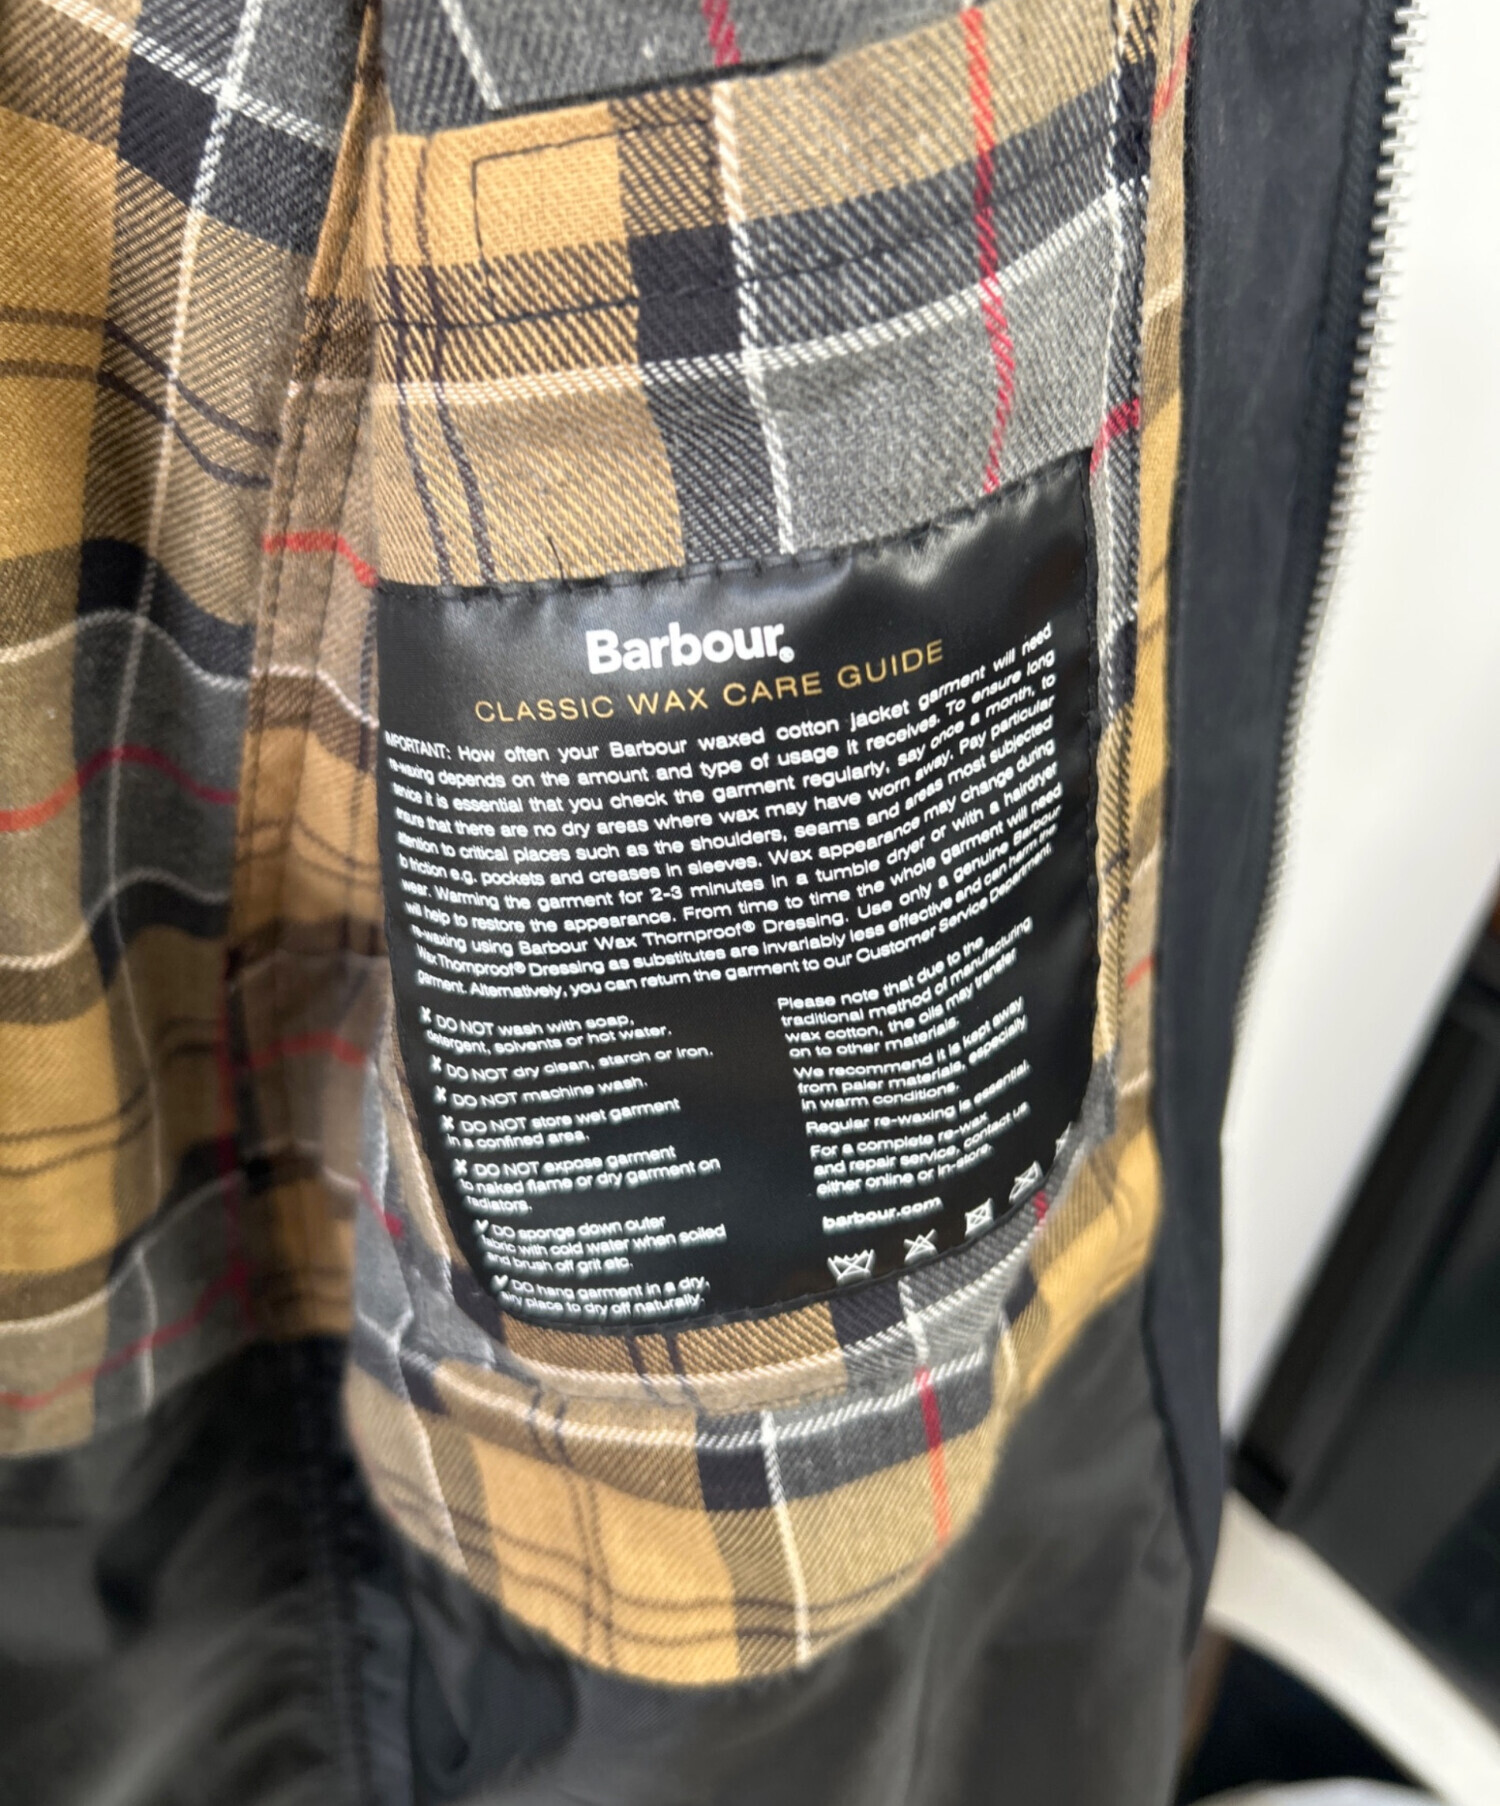 Barbour®
CLASSIC WAX CARE GUIDE
IMPORTANT: How often your Barbour waxed cotton jacket garment will need
re-waxing depends on the amount and type of usage it receives. To ensure long
service it is essential that you check the garment regularly, say once a month, to
ensure that there are no dry areas where wax may have worn away. Pay particular
attention to critical places such as the shoulders, seams and areas most subjected
to friction e.g. pockets and creases in sleeves. Wax appearance may change during
wear. Warming the garment for 2-3 minutes in a tumble dryer or with a hairdryer
will help to restore the appearance. From time to time the whole garment will need
re-waxing using Barbour Wax Thornproof® Dressing. Use only a genuine Barbour
Wax Thornproof® Dressing as substitutes are invariably less effective and can harm the
garment. Alternatively, you can return the garment to our Customer Service Department.
✗ DO NOT wash with soap,
detergent, solvents or hot water.
✗ DO NOT dry clean, starch or iron.
✗ DO NOT machine wash.
✗ DO NOT store wet garment
in a confined area.
✗ DO NOT expose garment
to naked flame or dry garment on
radiators.
✓ DO sponge down outer
fabric with cold water when soiled
and brush off grit etc.
✓ DO hang garment in a dry,
airy place to dry off naturally.
Please note that due to the
traditional method of manufacturing
wax cotton, the oils may transfer
on to other materials.
We recommend it is kept away
from paler materials, especially
in warm conditions.
Regular re-waxing is essential.
For a complete re-wax
and repair service, contact us
either online or in-store.
barbour.com